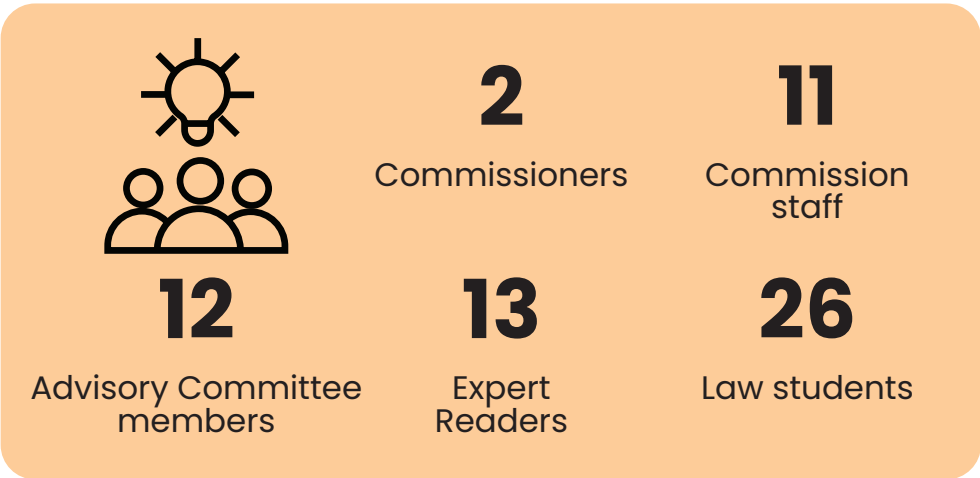 2
Commissioners
11
Commission
staff
12
Advisory Committee
members
13
Expert
Readers
26
Law students